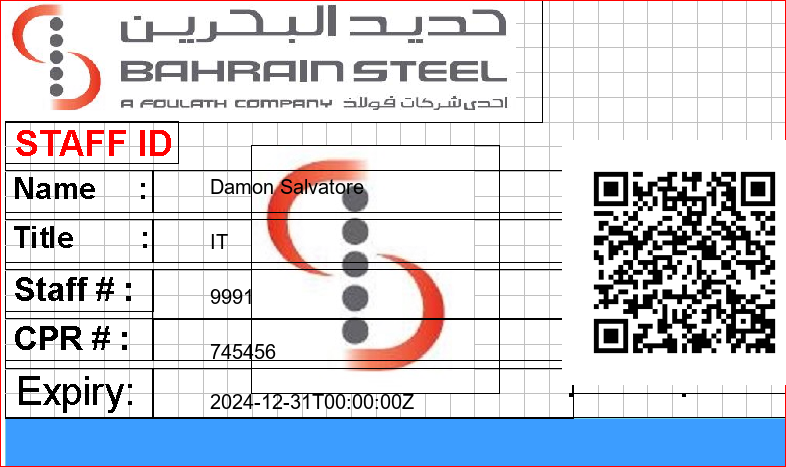 حديد البحرين
BAHRAIN STEEL
A FOULATH COMPANY احدى شركات فولاذ
STAFF ID
Name : Damon Salvatore
Title : IT
Staff # : 9991
CPR # : 745456
Expiry: 2024-12-31T00:00:00Z